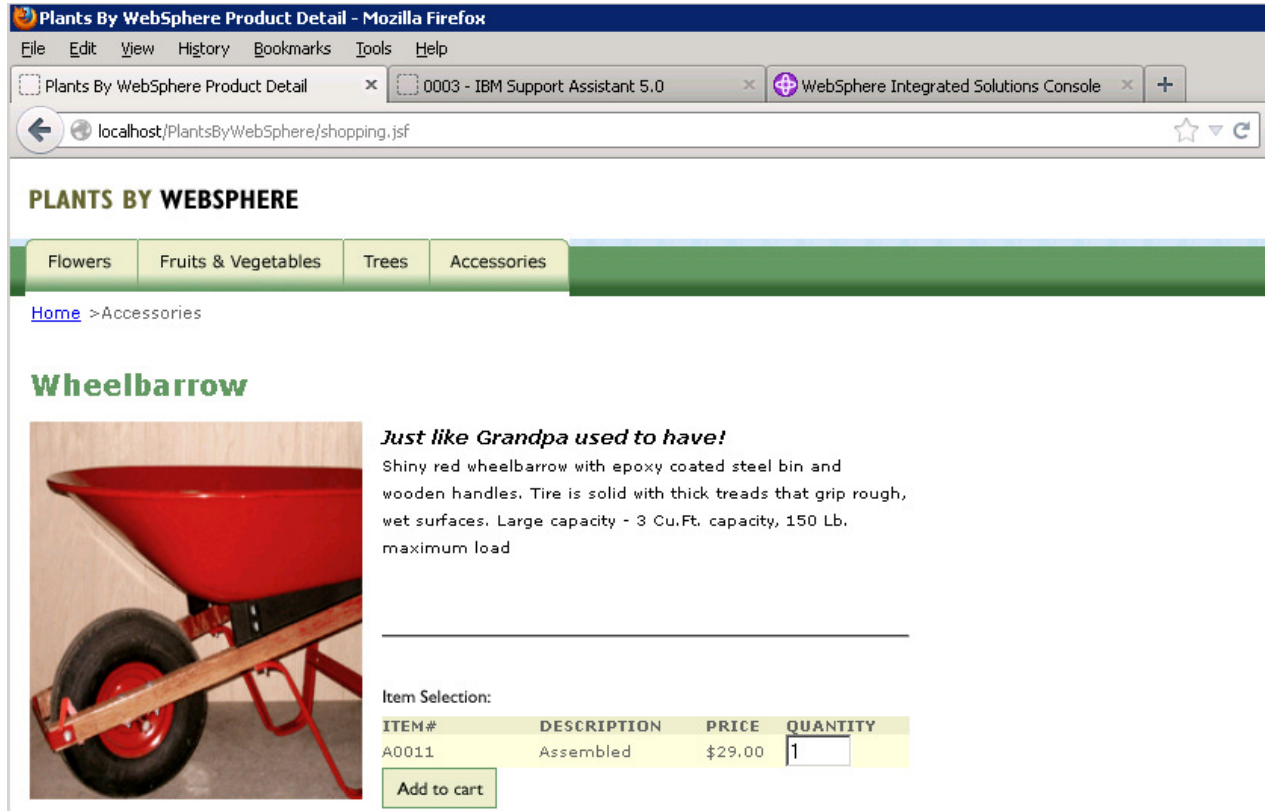 Plants By WebSphere Product Detail - Mozilla Firefox
File Edit View History Bookmarks Tools Help
Plants By WebSphere Product Detail × 0003 - IBM Support Assistant 5.0 × WebSphere Integrated Solutions Console × +
localhost/PlantsByWebSphere/shopping.jsf
PLANTS BY WEBSPHERE
Flowers Fruits & Vegetables Trees Accessories
Home >Accessories
Wheelbarrow
Just like Grandpa used to have!
Shiny red wheelbarrow with epoxy coated steel bin and
wooden handles. Tire is solid with thick treads that grip rough,
wet surfaces. Large capacity - 3 Cu.Ft. capacity, 150 Lb.
maximum load
Item Selection:
ITEM# DESCRIPTION PRICE QUANTITY
A0011 Assembled $29.00 1
Add to cart